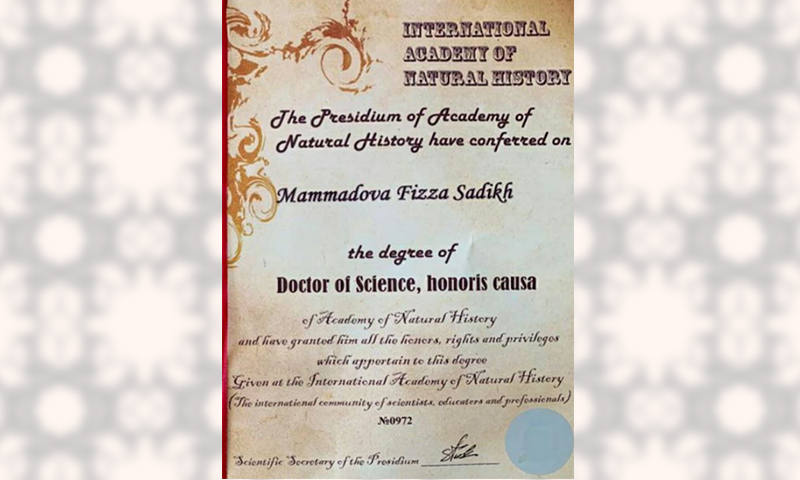 INTERNATIONAL
ACADEMY OF
NATURAL HISTORY
The Presidium of Academy of
Natural History have conferred on
Mammadova Fizza Sadikh
the degree of
Doctor of Science, honoris causa
of Academy of Natural History
and have granted him all the honors, rights and privileges
which appertain to this degree
Given at the International Academy of Natural History
(The international community of scientists, educators and professionals)
№0972
Scientific Secretary of the Presidium